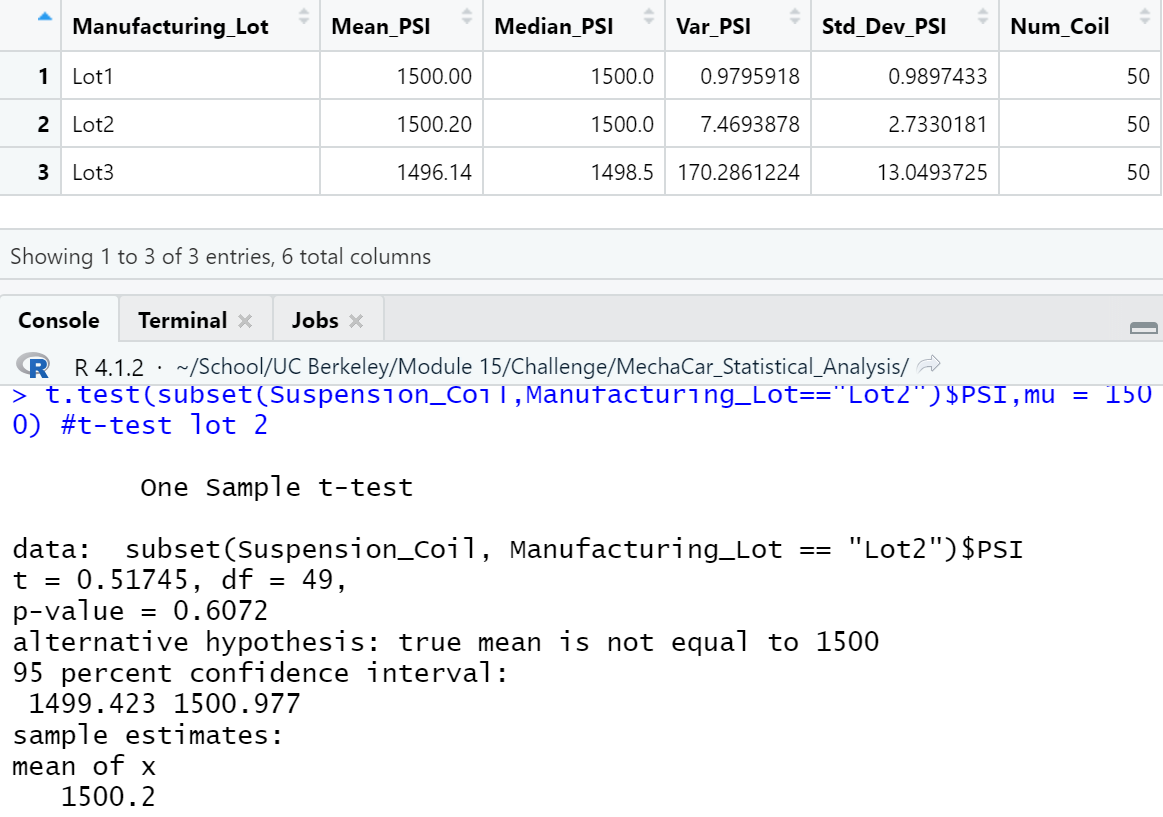 Manufacturing_Lot Mean_PSI Median_PSI Var_PSI Std_Dev_PSI Num_Coil
1 Lot1 1500.00 1500.0 0.9795918 0.9897433 50
2 Lot2 1500.20 1500.0 7.4693878 2.7330181 50
3 Lot3 1496.14 1498.5 170.2861224 13.0493725 50
Showing 1 to 3 of 3 entries, 6 total columns
Console Terminal Jobs
R R 4.1.2 · ~/School/UC Berkeley/Module 15/Challenge/MechaCar_Statistical_Analysis/
> t.test(subset(Suspension_Coil,Manufacturing_Lot=="Lot2")$PSI,mu = 150
0) #t-test lot 2
One Sample t-test
data:  subset(Suspension_Coil, Manufacturing_Lot == "Lot2")$PSI
t = 0.51745, df = 49,
p-value = 0.6072
alternative hypothesis: true mean is not equal to 1500
95 percent confidence interval:
1499.423 1500.977
sample estimates:
mean of x
1500.2